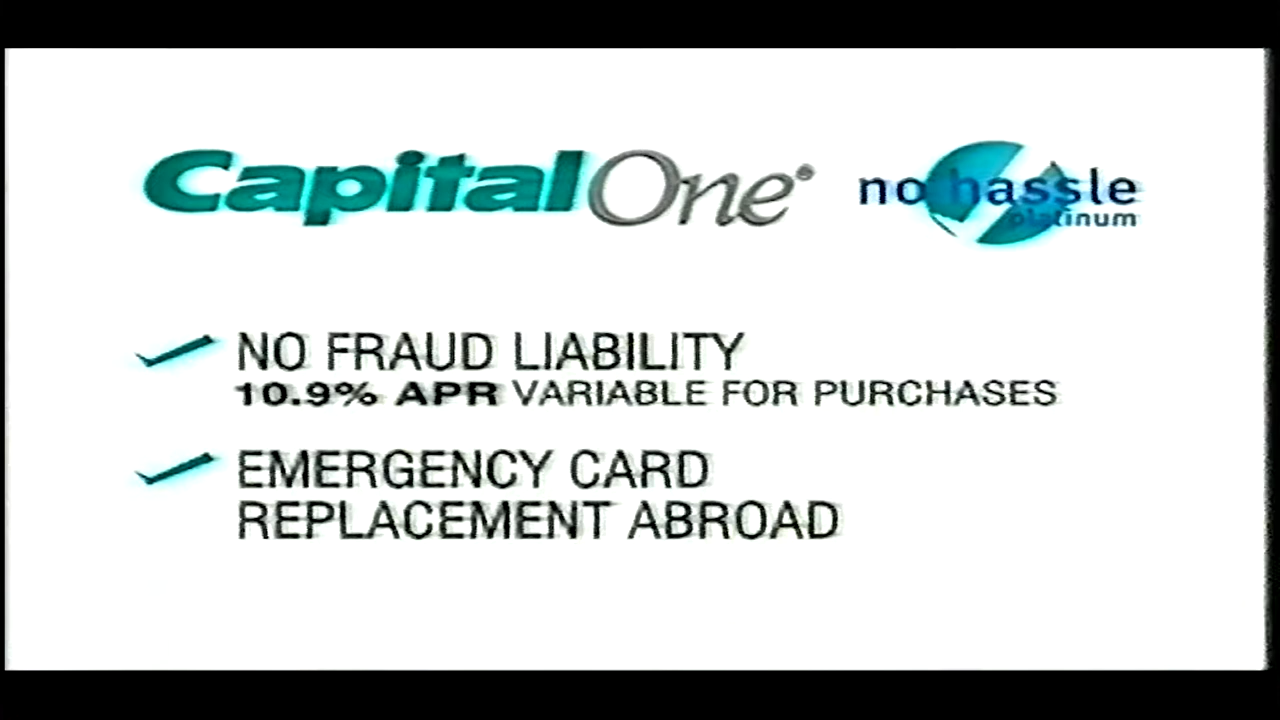 CapitalOne®
no hassle
platinum
NO FRAUD LIABILITY
10.9% APR VARIABLE FOR PURCHASES
EMERGENCY CARD
REPLACEMENT ABROAD